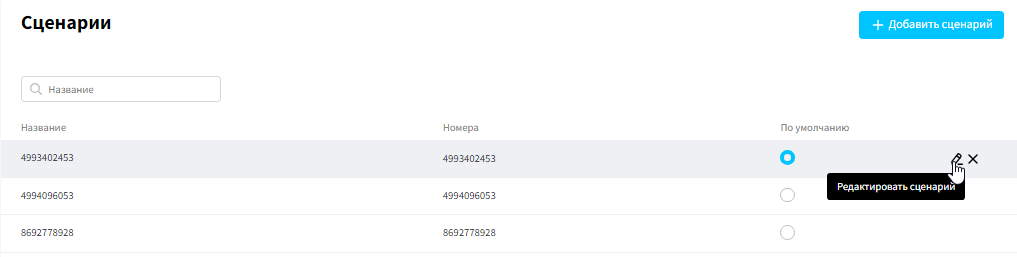 Сценарии
Добавить сценарий
Название
Название Номера По умолчанию
4993402453 4993402453
Редактировать сценарий
4994096053 4994096053
8692778928 8692778928